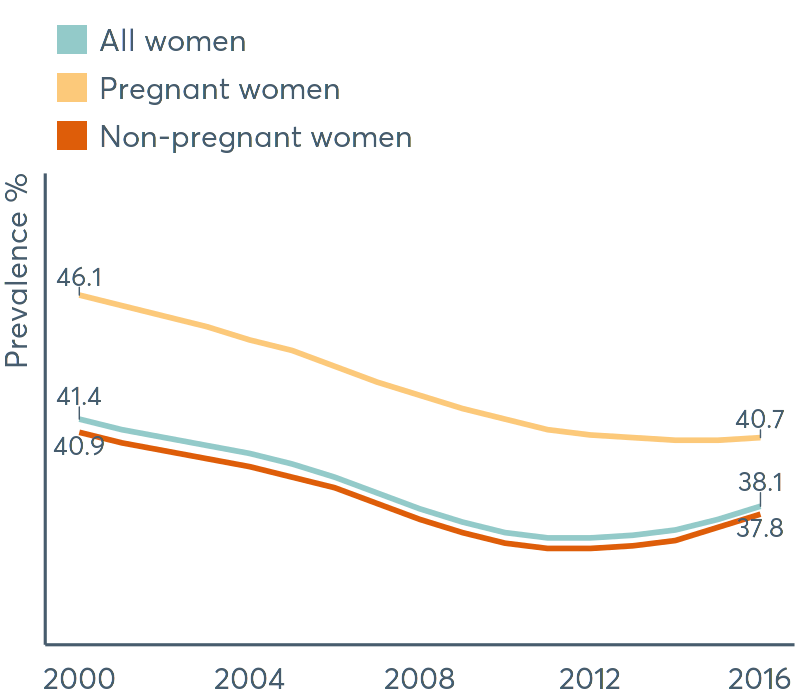 All women
Pregnant women
Non-pregnant women
Prevalence %
46.1
41.4
40.9
40.7
38.1
37.8
2000 2004 2008 2012 2016